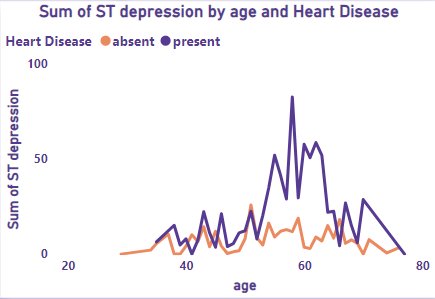 Sum of ST depression by age and Heart Disease
Heart Disease absent present
100
Sum of ST depression
50
0
20 40 60 80
age